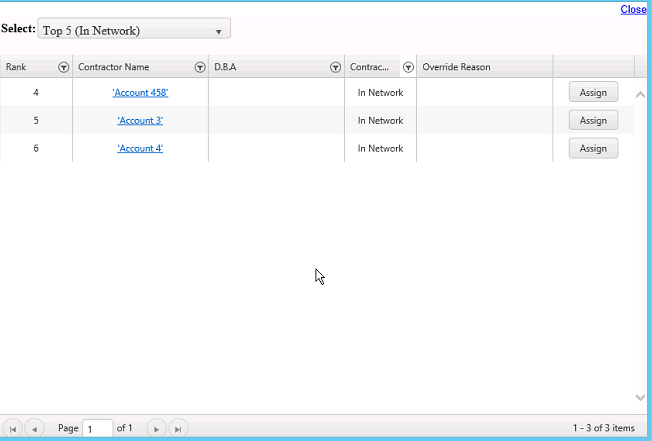 Close
Select: Top 5 (In Network)
Rank Contractor Name D.B.A Contrac... Override Reason
4 'Account 458' In Network Assign
5 'Account 3' In Network Assign
6 'Account 4' In Network Assign
Page 1 of 1 1 - 3 of 3 items